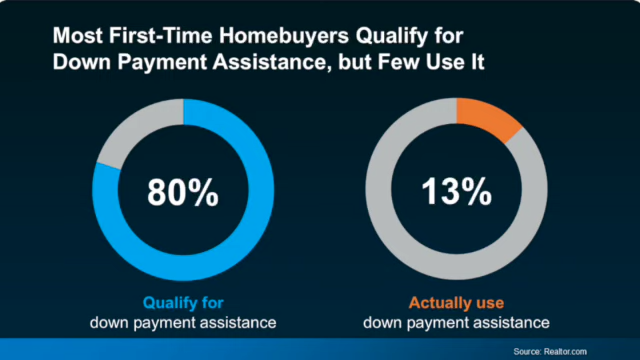 Most First-Time Homebuyers Qualify for
Down Payment Assistance, but Few Use It
80%
Qualify for
down payment assistance
13%
Actually use
down payment assistance
Source: Realtor.com